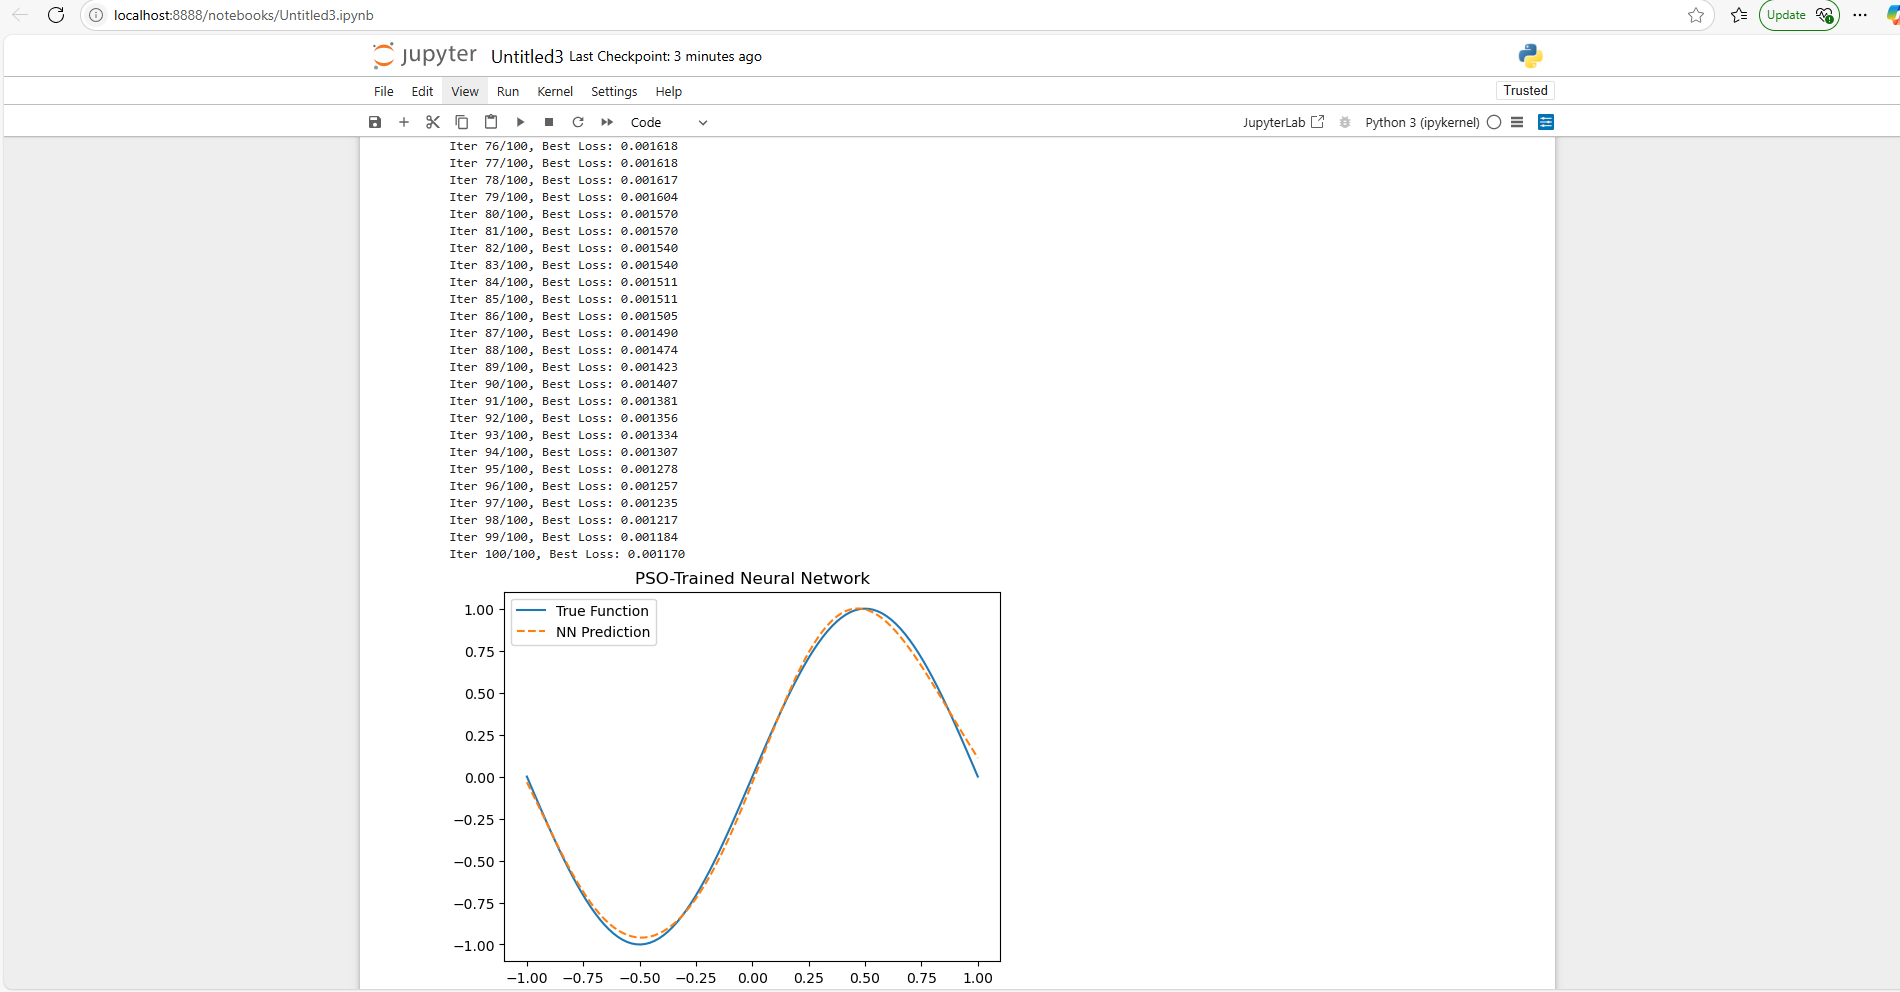 localhost:8888/notebooks/Untitled3.ipynb
Update
jupyter Untitled3 Last Checkpoint: 3 minutes ago
File Edit View Run Kernel Settings Help
Trusted
Code
JupyterLab
Python 3 (ipykernel)
Iter 76/100, Best Loss: 0.001618
Iter 77/100, Best Loss: 0.001618
Iter 78/100, Best Loss: 0.001617
Iter 79/100, Best Loss: 0.001604
Iter 80/100, Best Loss: 0.001570
Iter 81/100, Best Loss: 0.001570
Iter 82/100, Best Loss: 0.001540
Iter 83/100, Best Loss: 0.001540
Iter 84/100, Best Loss: 0.001511
Iter 85/100, Best Loss: 0.001511
Iter 86/100, Best Loss: 0.001505
Iter 87/100, Best Loss: 0.001490
Iter 88/100, Best Loss: 0.001474
Iter 89/100, Best Loss: 0.001423
Iter 90/100, Best Loss: 0.001407
Iter 91/100, Best Loss: 0.001381
Iter 92/100, Best Loss: 0.001356
Iter 93/100, Best Loss: 0.001334
Iter 94/100, Best Loss: 0.001307
Iter 95/100, Best Loss: 0.001278
Iter 96/100, Best Loss: 0.001257
Iter 97/100, Best Loss: 0.001235
Iter 98/100, Best Loss: 0.001217
Iter 99/100, Best Loss: 0.001184
Iter 100/100, Best Loss: 0.001170
PSO-Trained Neural Network
True Function
NN Prediction
1.00
0.75
0.50
0.25
0.00
−0.25
−0.50
−0.75
−1.00
−1.00 −0.75 −0.50 −0.25 0.00 0.25 0.50 0.75 1.00